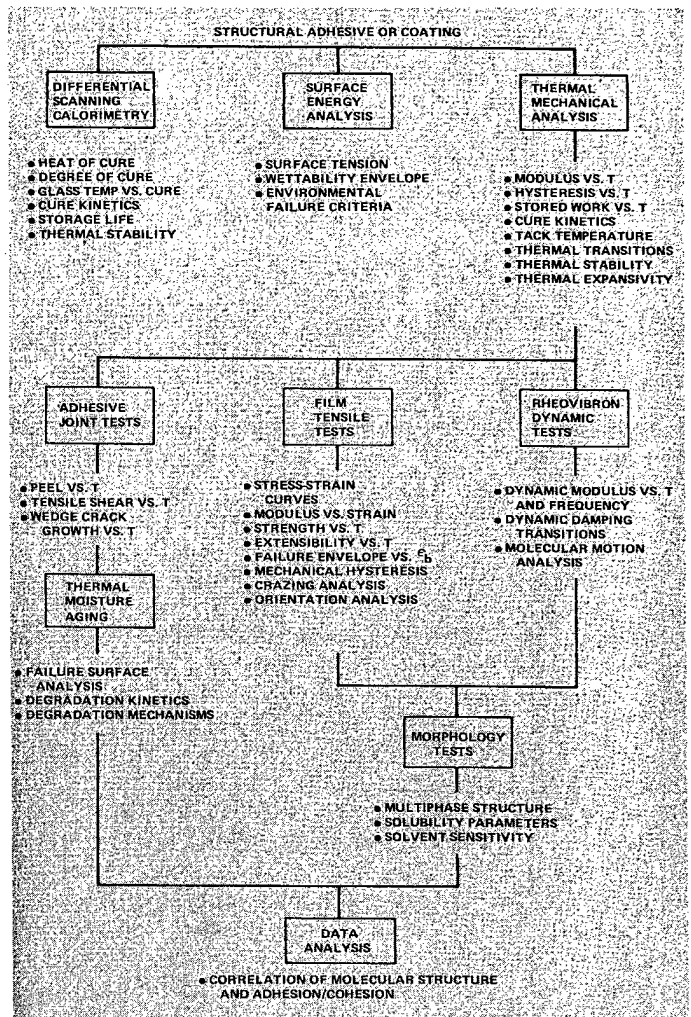 STRUCTURAL ADHESIVE OR COATING
DIFFERENTIAL
SCANNING
CALORIMETRY
SURFACE
ENERGY
ANALYSIS
THERMAL
MECHANICAL
ANALYSIS
● HEAT OF CURE
● DEGREE OF CURE
● GLASS TEMP VS. CURE
● CURE KINETICS
● STORAGE LIFE
● THERMAL STABILITY
● SURFACE TENSION
● WETTABILITY ENVELOPE
● ENVIRONMENTAL
FAILURE CRITERIA
● MODULUS VS. T
● HYSTERESIS VS. T
● STORED WORK VS. T
● CURE KINETICS
● TACK TEMPERATURE
● THERMAL TRANSITIONS
● THERMAL STABILITY
● THERMAL EXPANSIVITY
ADHESIVE
JOINT TESTS
FILM
TENSILE
TESTS
RHEOVIBRON
DYNAMIC
TESTS
● PEEL VS. T
● TENSILE SHEAR VS. T
● WEDGE CRACK
GROWTH VS. T
● STRESS-STRAIN
CURVES
● MODULUS VS. STRAIN
● STRENGTH VS. T
● EXTENSIBILITY VS. T
● FAILURE ENVELOPE VS. ε_b
● MECHANICAL HYSTERESIS
● CRAZING ANALYSIS
● ORIENTATION ANALYSIS
● DYNAMIC MODULUS VS. T
AND FREQUENCY
● DYNAMIC DAMPING
TRANSITIONS
● MOLECULAR MOTION
ANALYSIS
THERMAL
MOISTURE
AGING
● FAILURE SURFACE
ANALYSIS
● DEGRADATION KINETICS
● DEGRADATION MECHANISMS
MORPHOLOGY
TESTS
● MULTIPHASE STRUCTURE
● SOLUBILITY PARAMETERS
● SOLVENT SENSITIVITY
DATA
ANALYSIS
● CORRELATION OF MOLECULAR STRUCTURE
AND ADHESION/COHESION